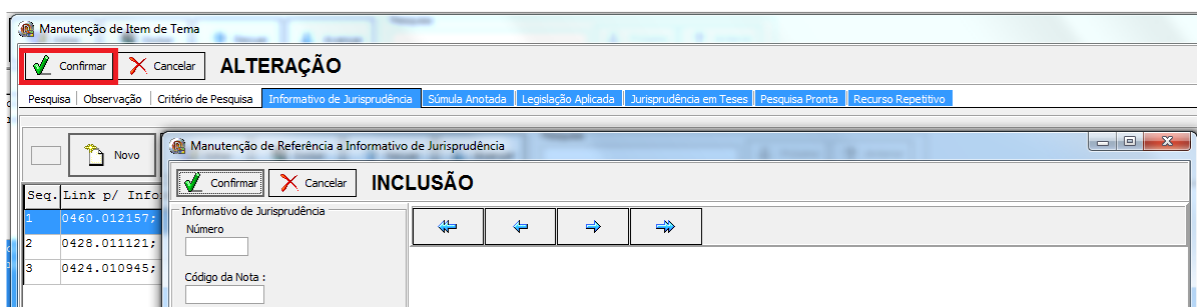 Manutenção de Item de Tema
Confirmar Cancelar ALTERAÇÃO
Pesquisa Observação Critério de Pesquisa Informativo de Jurisprudência Súmula Anotada Legislação Aplicada Jurisprudência em Teses Pesquisa Pronta Recurso Repetitivo
Novo
Manutenção de Referência a Informativo de Jurisprudência
Confirmar Cancelar INCLUSÃO
Seq. Link p/ Info
1 0460.012157;
2 0428.011121;
3 0424.010945;
Informativo de Jurisprudência
Número
Código da Nota :